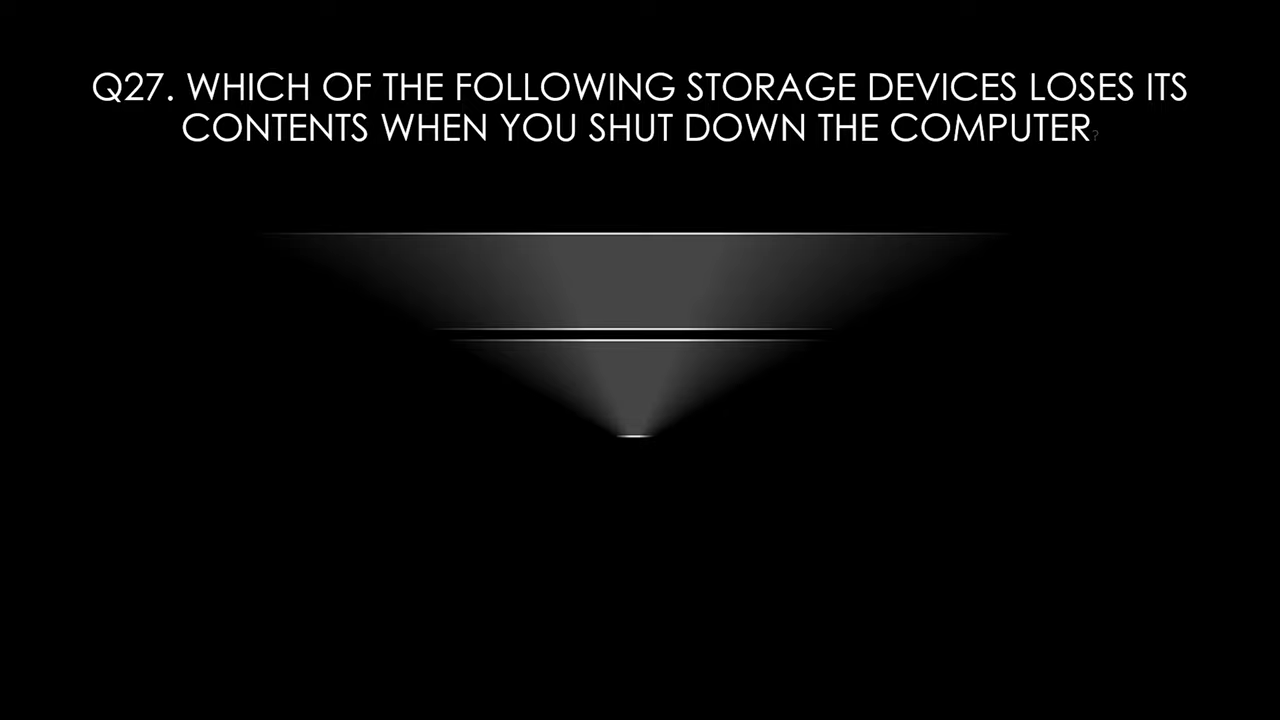 Q27. WHICH OF THE FOLLOWING STORAGE DEVICES LOSES ITS
CONTENTS WHEN YOU SHUT DOWN THE COMPUTER?